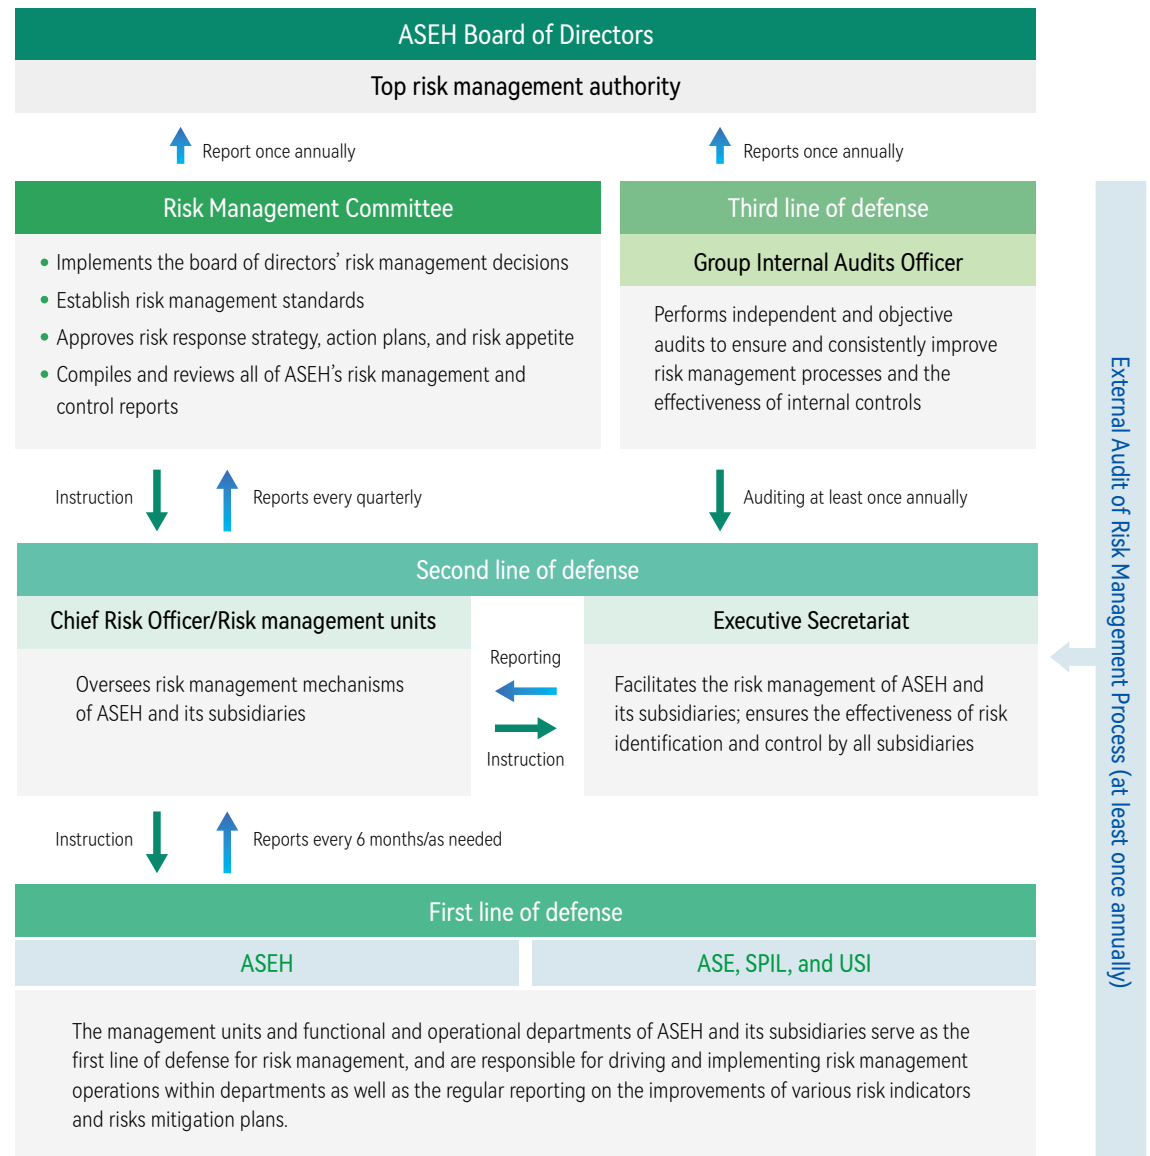 ASEH Board of Directors
Top risk management authority
Report once annually
Reports once annually
Risk Management Committee
• Implements the board of directors’ risk management decisions
• Establish risk management standards
• Approves risk response strategy, action plans, and risk appetite
• Compiles and reviews all of ASEH’s risk management and
control reports
Third line of defense
Group Internal Audits Officer
Performs independent and objective
audits to ensure and consistently improve
risk management processes and the
effectiveness of internal controls
Instruction
Reports every quarterly
Auditing at least once annually
Second line of defense
Chief Risk Officer/Risk management units
Oversees risk management mechanisms
of ASEH and its subsidiaries
Reporting
Instruction
Executive Secretariat
Facilitates the risk management of ASEH and
its subsidiaries; ensures the effectiveness of risk
identification and control by all subsidiaries
Instruction
Reports every 6 months/as needed
First line of defense
ASEH
ASE, SPIL, and USI
The management units and functional and operational departments of ASEH and its subsidiaries serve as the
first line of defense for risk management, and are responsible for driving and implementing risk management
operations within departments as well as the regular reporting on the improvements of various risk indicators
and risks mitigation plans.
External Audit of Risk Management Process (at least once annually)